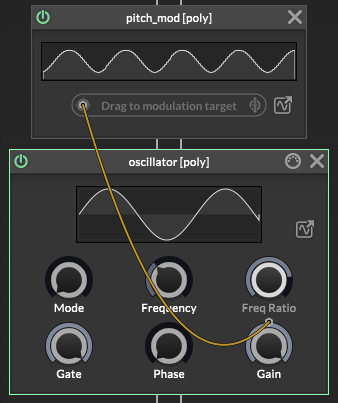 pitch_mod [poly]
Drag to modulation target
oscillator [poly]
Mode Frequency Freq Ratio
Gate Phase Gain